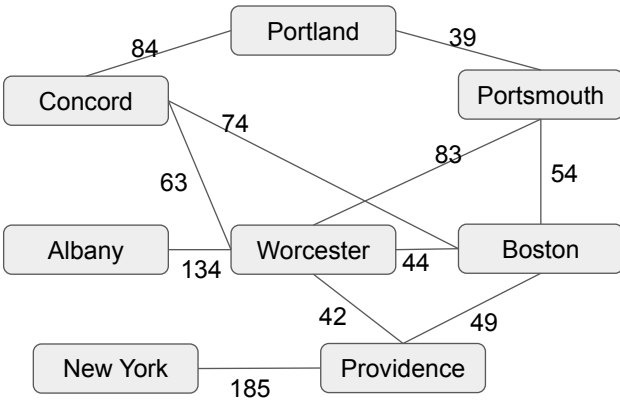 Portland
84
39
Concord
Portsmouth
74
83
63
54
Albany
Worcester
Boston
134
44
42
49
New York
Providence
185